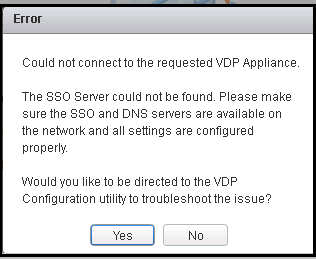 Error
Could not connect to the requested VDP Appliance.
The SSO Server could not be found. Please make
sure the SSO and DNS servers are available on
the network and all settings are configured
properly.
Would you like to be directed to the VDP
Configuration utility to troubleshoot the issue?
Yes No